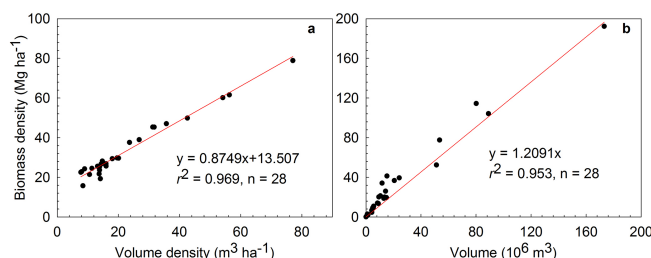 100
80
60
40
20
0
0
20
40
60
80
100
Biomass density (Mg ha⁻¹)
Volume density (m³ ha⁻¹)
a
y = 0.8749x+13.507
r² = 0.969, n = 28
200
160
120
80
40
0
0
40
80
120
160
200
Volume (10⁶ m³)
b
y = 1.2091x
r² = 0.953, n = 28